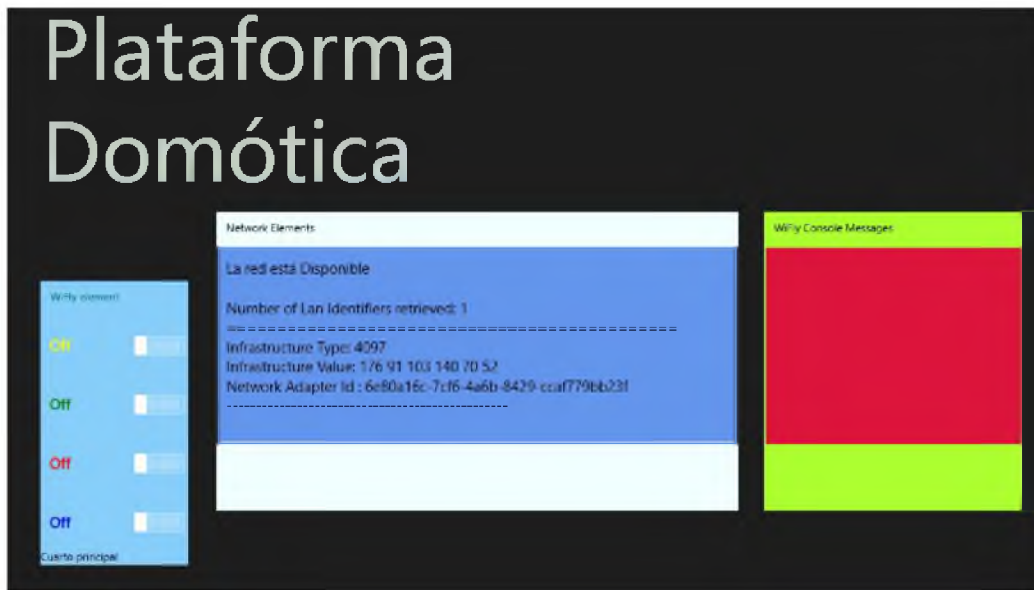 Plataforma
Domótica
Network Elements
La red está Disponible
Number of Lan Identifiers retrieved: 1
================================================
Infrastructure Type: 4097
Infrastructure Value: 176 91 103 140 70 52
Network Adapter Id : 6e80a16c-7cf6-4a6b-8429-ccaf779bb23f
------------------------------------------------
WiFly Console Messages
WiFly element
Off
Off
Off
Off
Cuarto principal